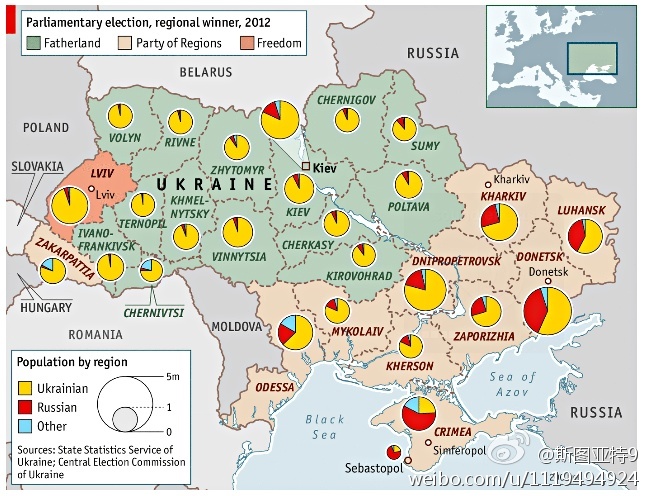 Parliamentary election, regional winner, 2012
Fatherland
Party of Regions
Freedom
RUSSIA
BELARUS
POLAND
SLOVAKIA
HUNGARY
ROMANIA
MOLDOVA
UKRAINE
VOLYN
RIVNE
ZHYTOMYR
CHERNIGOV
SUMY
Kiev
LVIV
Lviv
TERNOPIL
KHMEL-
NYTSKY
KIEV
POLTAVA
Kharkiv
KHARKIV
LUHANSK
IVANO-
FRANKIVSK
ZAKARPATTIA
VINNYTSIA
CHERKASY
KIROVOHRAD
DNIPROPETROVSK
DONETSK
Donetsk
CHERNIVTSI
MYKOLAIV
ZAPORIZHIA
KHERSON
ODESSA
Sea of
Azov
Black
Sea
RUSSIA
CRIMEA
Simferopol
Sebastopol
Population by region
Ukrainian
Russian
Other
5m
1
0
Sources: State Statistics Service of
Ukraine; Central Election Commission
of Ukraine
@斯图亚特9
weibo.com/u/1119494924